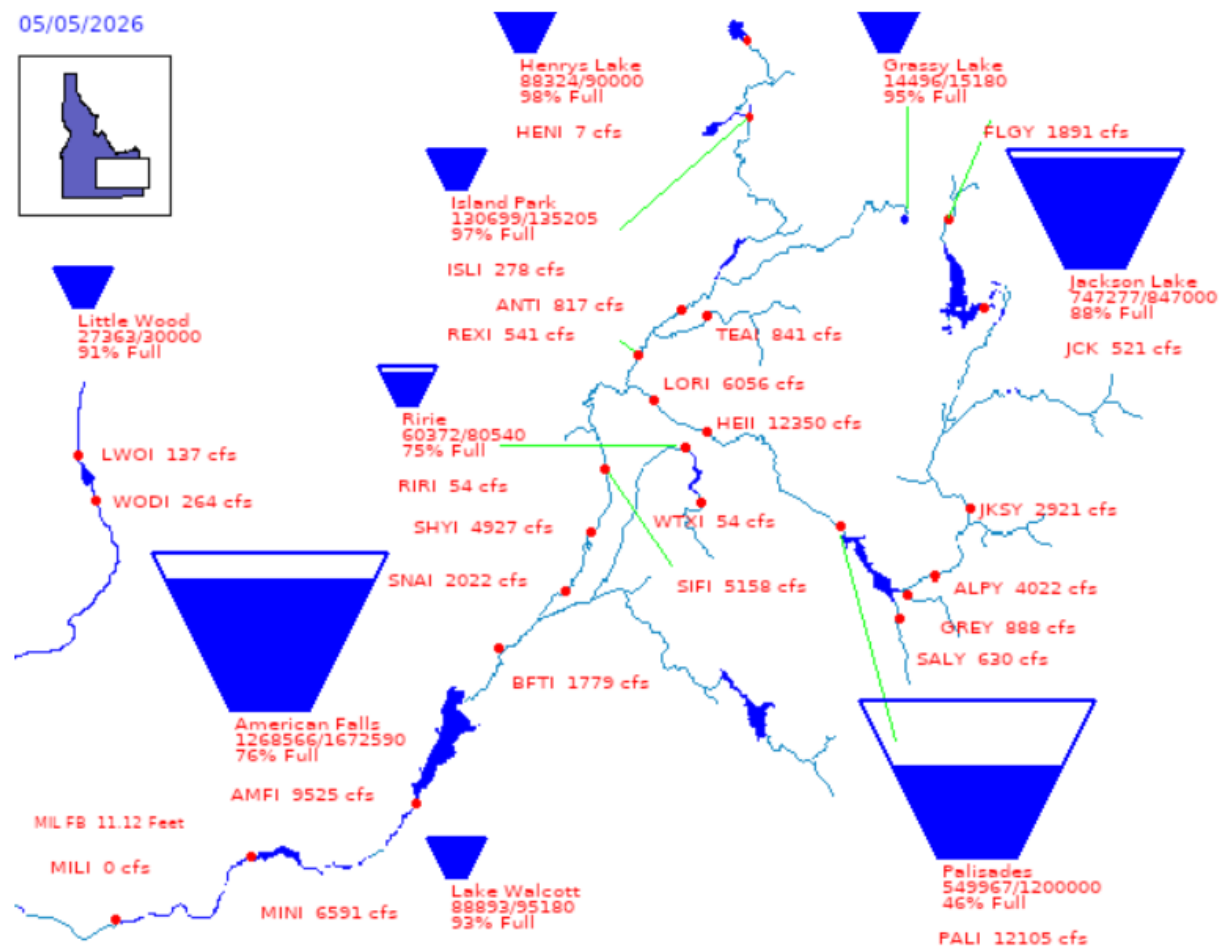 05/05/2026
Henrys Lake
88324/90000
98% Full
HENI 7 cfs
Grassy Lake
14496/15180
95% Full
FLGY 1891 cfs
Island Park
130699/135205
97% Full
ISLI 278 cfs
Jackson Lake
747277/847000
88% Full
JCK 521 cfs
ANTI 817 cfs
REXI 541 cfs
TEAI 841 cfs
Little Wood
27363/30000
91% Full
LORI 6056 cfs
HEII 12350 cfs
Ririe
60372/80540
75% Full
RIRI 54 cfs
LWOI 137 cfs
WODI 264 cfs
WTXI 54 cfs
JKSY 2921 cfs
SHYI 4927 cfs
SNAI 2022 cfs
SIFI 5158 cfs
ALPY 4022 cfs
GREY 888 cfs
SALY 630 cfs
BFTI 1779 cfs
American Falls
1268566/1672590
76% Full
AMFI 9525 cfs
MIL FB 11.12 Feet
MILI 0 cfs
MINI 6591 cfs
Lake Walcott
88893/95180
93% Full
Palisades
549967/1200000
46% Full
PALI 12105 cfs